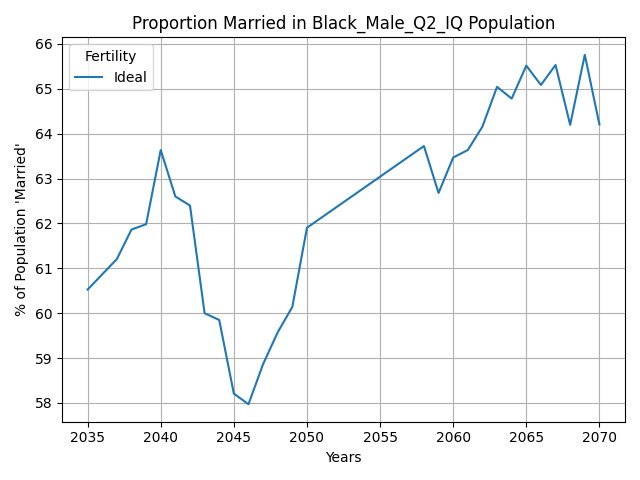 Proportion Married in Black_Male_Q2_IQ Population
% of Population 'Married'
66
65
64
63
62
61
60
59
58
Fertility
Ideal
2035 2040 2045 2050 2055 2060 2065 2070
Years